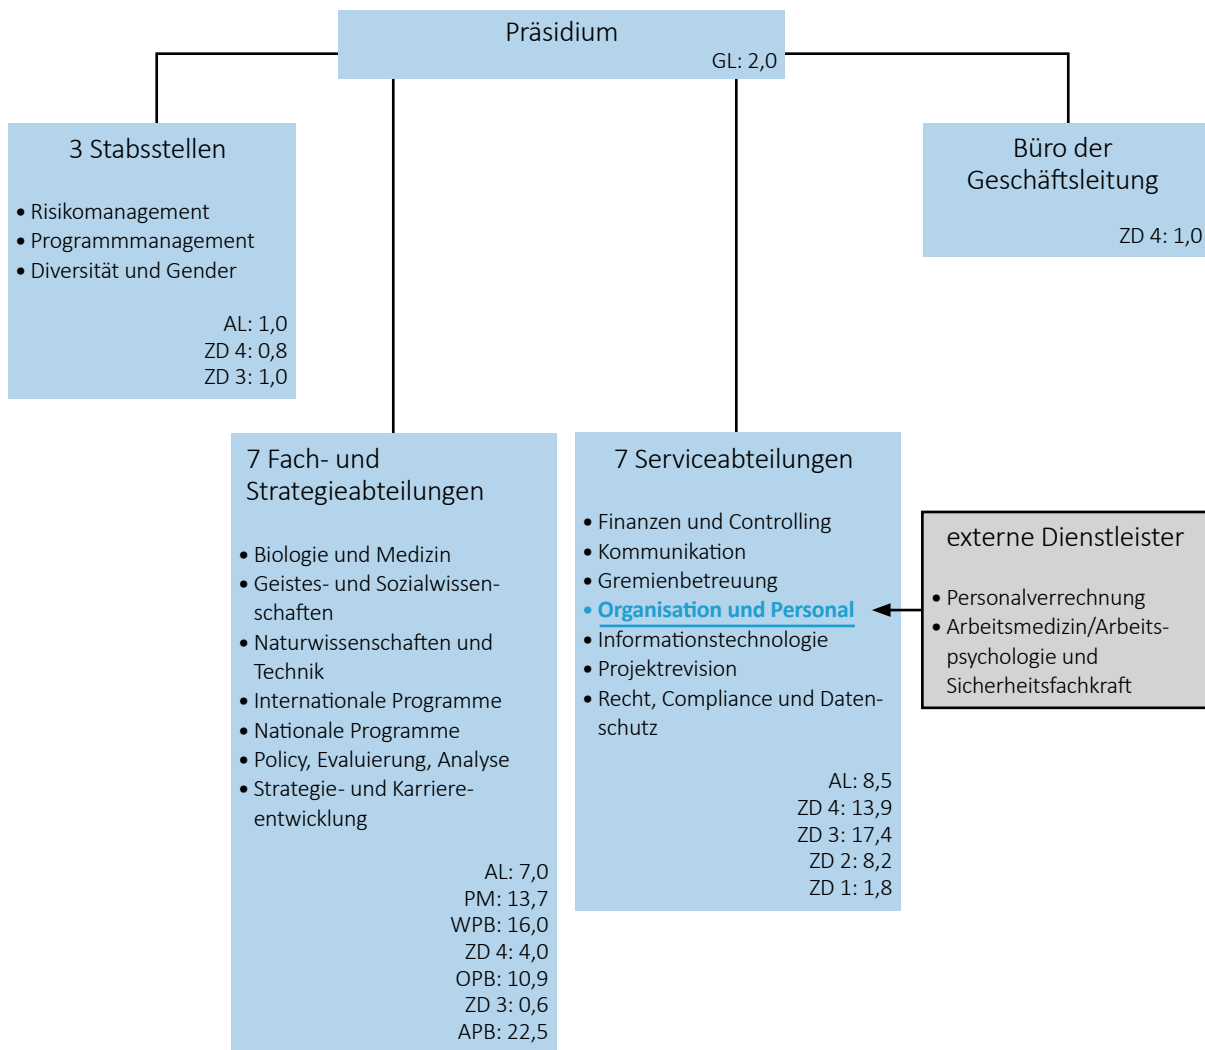 Präsidium
GL: 2,0
3 Stabsstellen
• Risikomanagement
• Programmmanagement
• Diversität und Gender
AL: 1,0
ZD 4: 0,8
ZD 3: 1,0
Büro der
Geschäftsleitung
ZD 4: 1,0
7 Fach- und
Strategieabteilungen
• Biologie und Medizin
• Geistes- und Sozialwissen-
schaften
• Naturwissenschaften und
Technik
• Internationale Programme
• Nationale Programme
• Policy, Evaluierung, Analyse
• Strategie- und Karriere-
entwicklung
AL: 7,0
PM: 13,7
WPB: 16,0
ZD 4: 4,0
OPB: 10,9
ZD 3: 0,6
APB: 22,5
7 Serviceabteilungen
• Finanzen und Controlling
• Kommunikation
• Gremienbetreuung
• Organisation und Personal
• Informationstechnologie
• Projektrevision
• Recht, Compliance und Daten-
schutz
AL: 8,5
ZD 4: 13,9
ZD 3: 17,4
ZD 2: 8,2
ZD 1: 1,8
externe Dienstleister
• Personalverrechnung
• Arbeitsmedizin/Arbeits-
psychologie und
Sicherheitsfachkraft